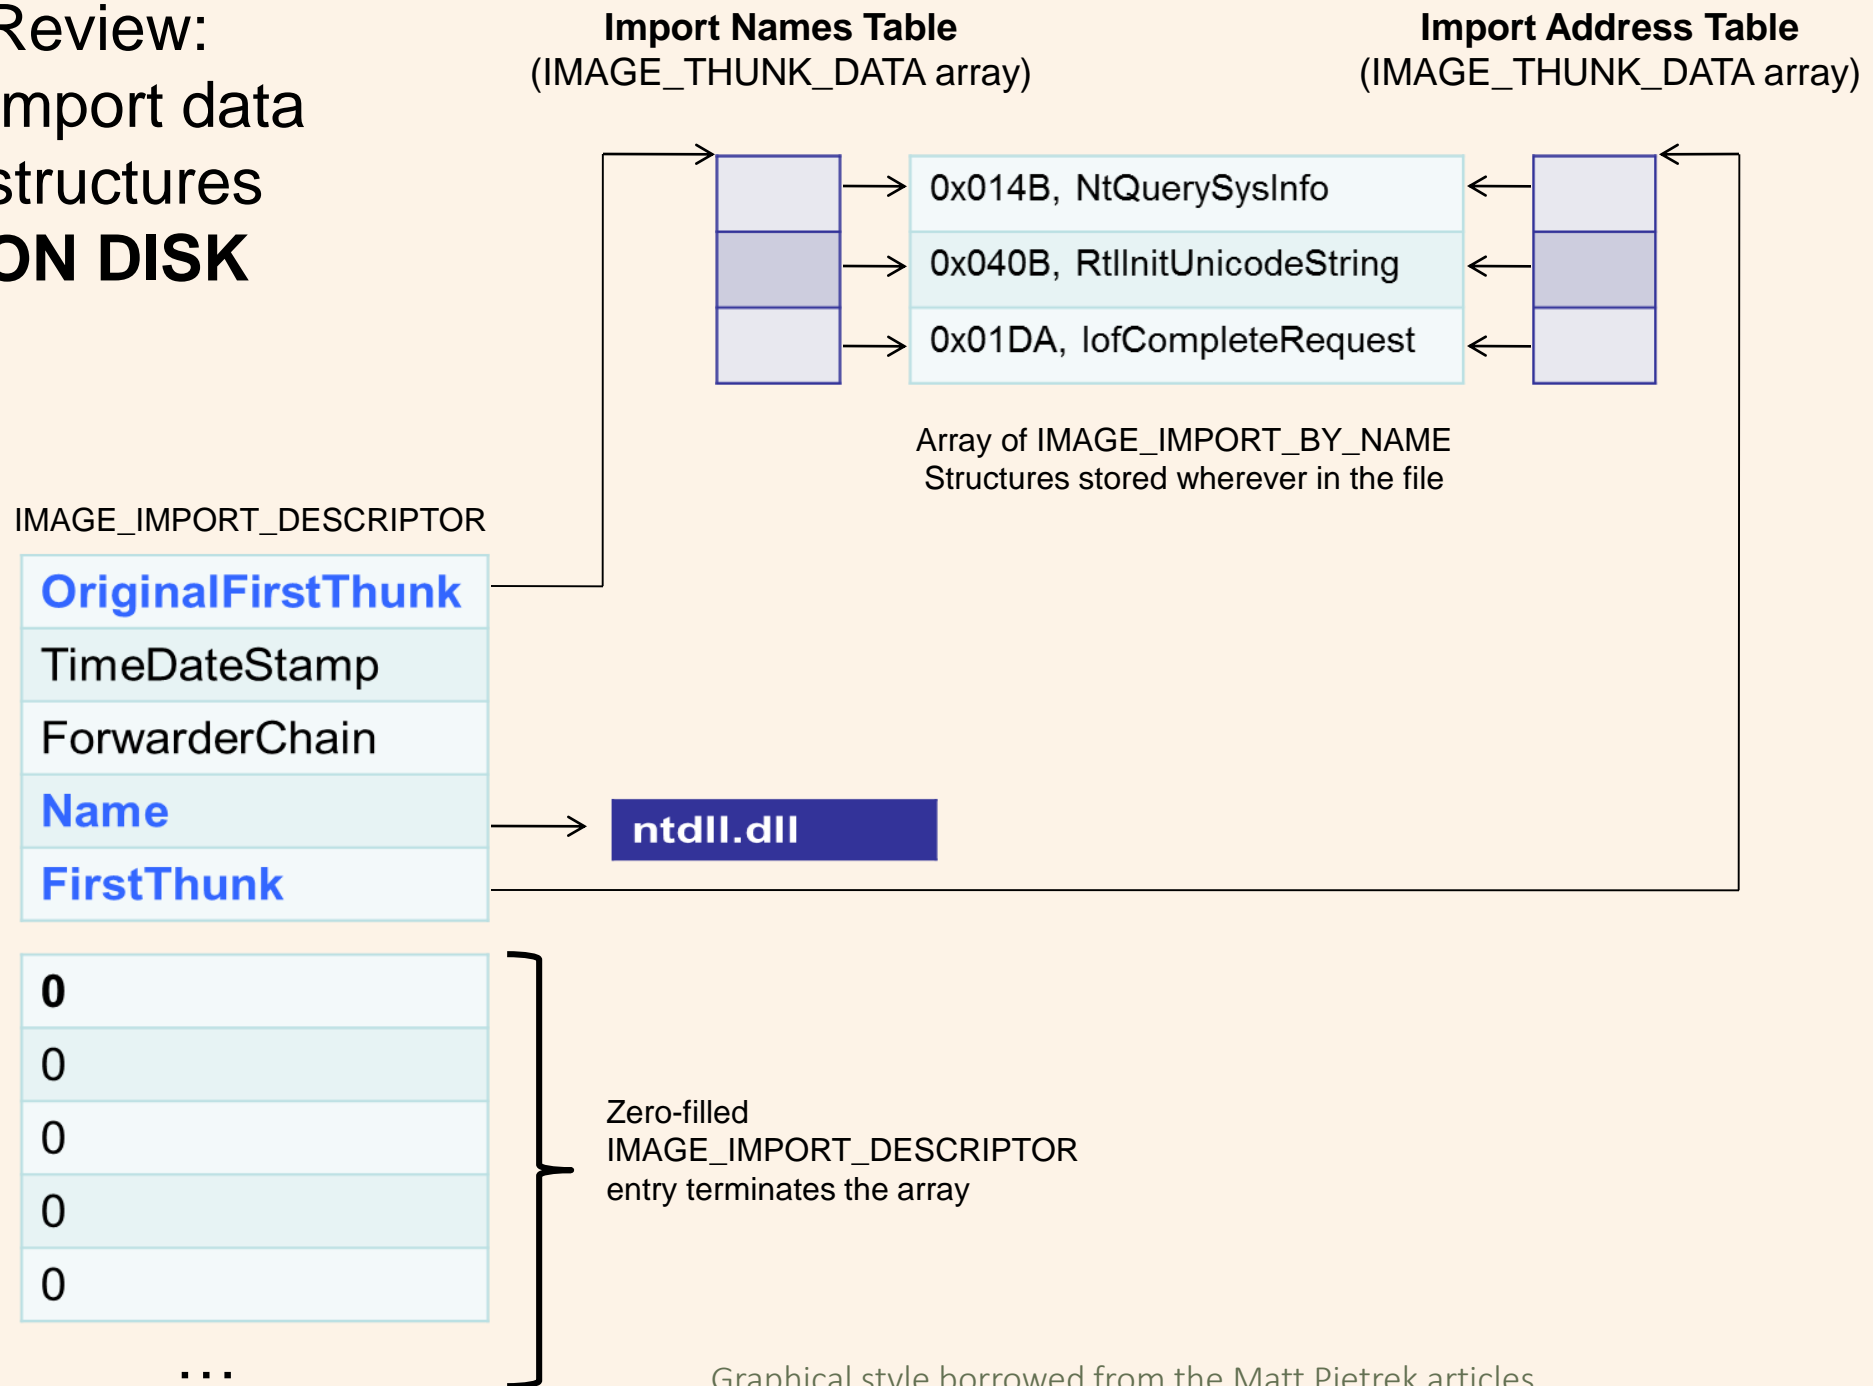 Review:
Import data
structures
ON DISK
Import Names Table
(IMAGE_THUNK_DATA array)
Import Address Table
(IMAGE_THUNK_DATA array)
0x014B, NtQuerySysInfo
0x040B, RtlInitUnicodeString
0x01DA, IofCompleteRequest
Array of IMAGE_IMPORT_BY_NAME
Structures stored wherever in the file
IMAGE_IMPORT_DESCRIPTOR
OriginalFirstThunk
TimeDateStamp
ForwarderChain
Name
FirstThunk
ntdll.dll
0
0
0
0
0
...
Zero-filled
IMAGE_IMPORT_DESCRIPTOR
entry terminates the array
Graphical style borrowed from the Matt Pietrek articles